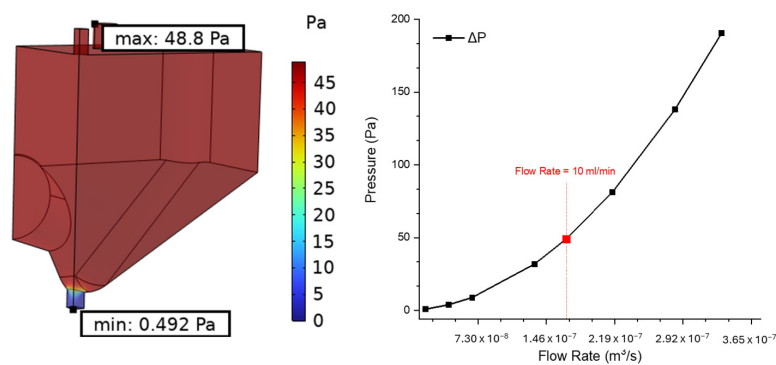 Pa
max: 48.8 Pa
45
40
35
30
25
20
15
10
5
0
min: 0.492 Pa
200
150
100
50
0
Pressure (Pa)
ΔP
Flow Rate = 10 ml/min
7.30 x 10⁻⁸ 1.46 x 10⁻⁷ 2.19 x 10⁻⁷ 2.92 x 10⁻⁷ 3.65 x 10⁻⁷
Flow Rate (m³/s)